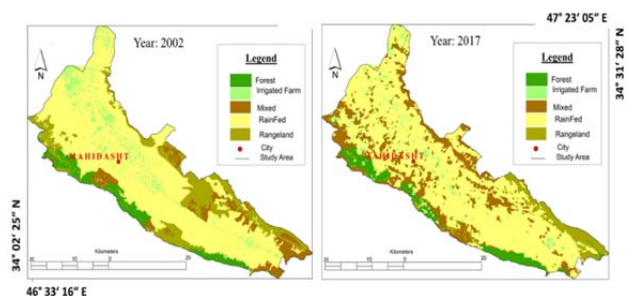 Year: 2002
N
Legend
Forest
Irrigated Farm
Mixed
RainFed
Rangeland
City
Study Area
MAHIDASHT
Kilometers
20
34° 02′ 25″ N
46° 33′ 16″ E
47° 23′ 05″ E
34° 31′ 28″ N
Year: 2017
N
Legend
Forest
Irrigated Farm
Mixed
RainFed
Rangeland
City
Study Area
MAHIDASHT
Kilometers
20